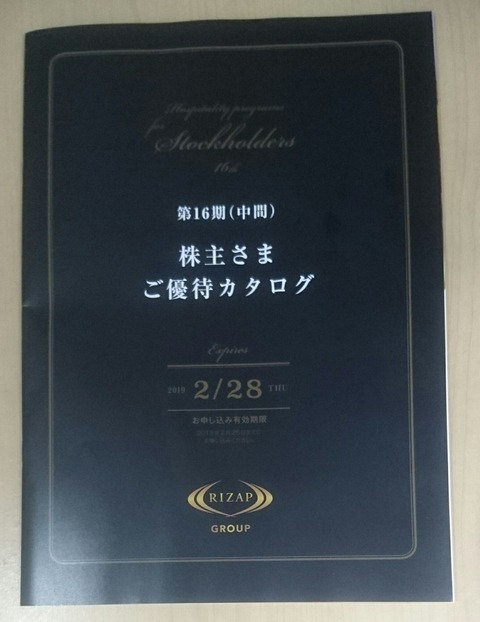 Hospitality programs
for
Stockholders
16th
第16期(中間)
株主さま
ご優待カタログ
Expires
2019 2/28 THU
お申し込み有効期限
RIZAP
GROUP